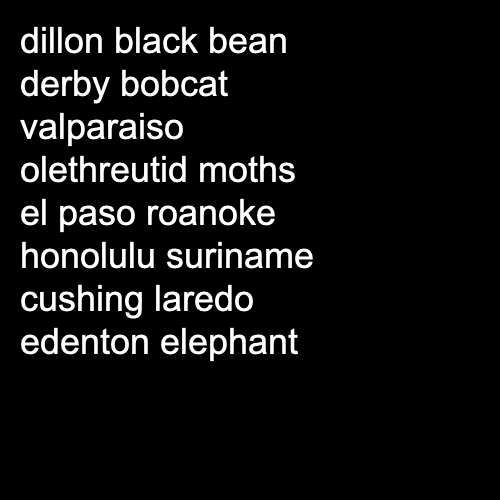 dillon black bean
derby bobcat
valparaiso
olethreutid moths
el paso roanoke
honolulu suriname
cushing laredo
edenton elephant